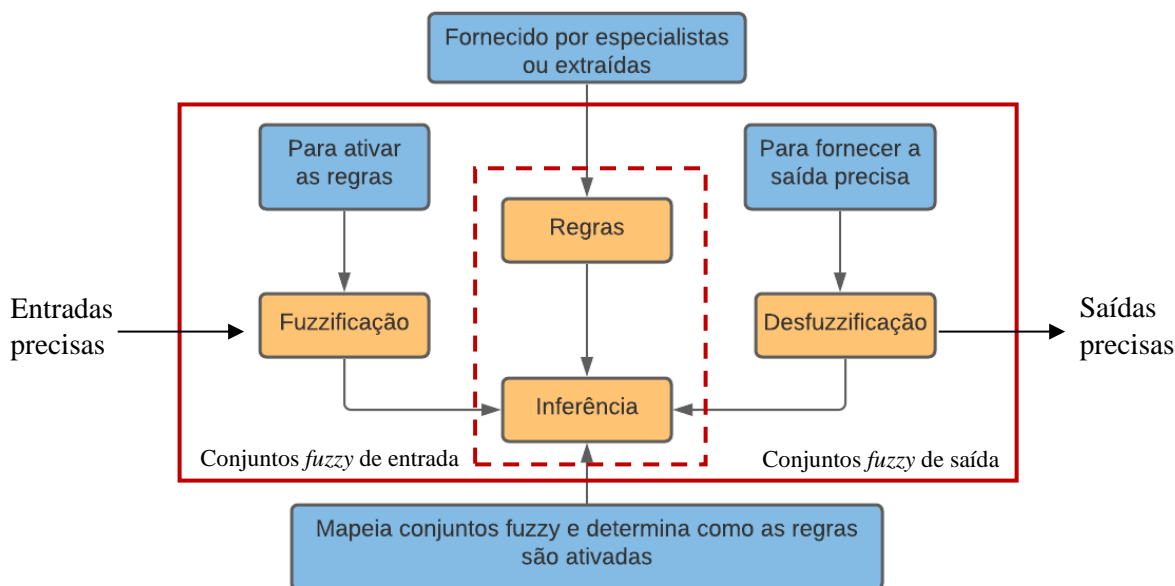 Fornecido por especialistas
ou extraídas
Para ativar
as regras
Para fornecer a
saída precisa
Regras
Entradas
precisas
Fuzzificação
Desfuzzificação
Saídas
precisas
Inferência
Conjuntos fuzzy de entrada
Conjuntos fuzzy de saída
Mapeia conjuntos fuzzy e determina como as regras
são ativadas